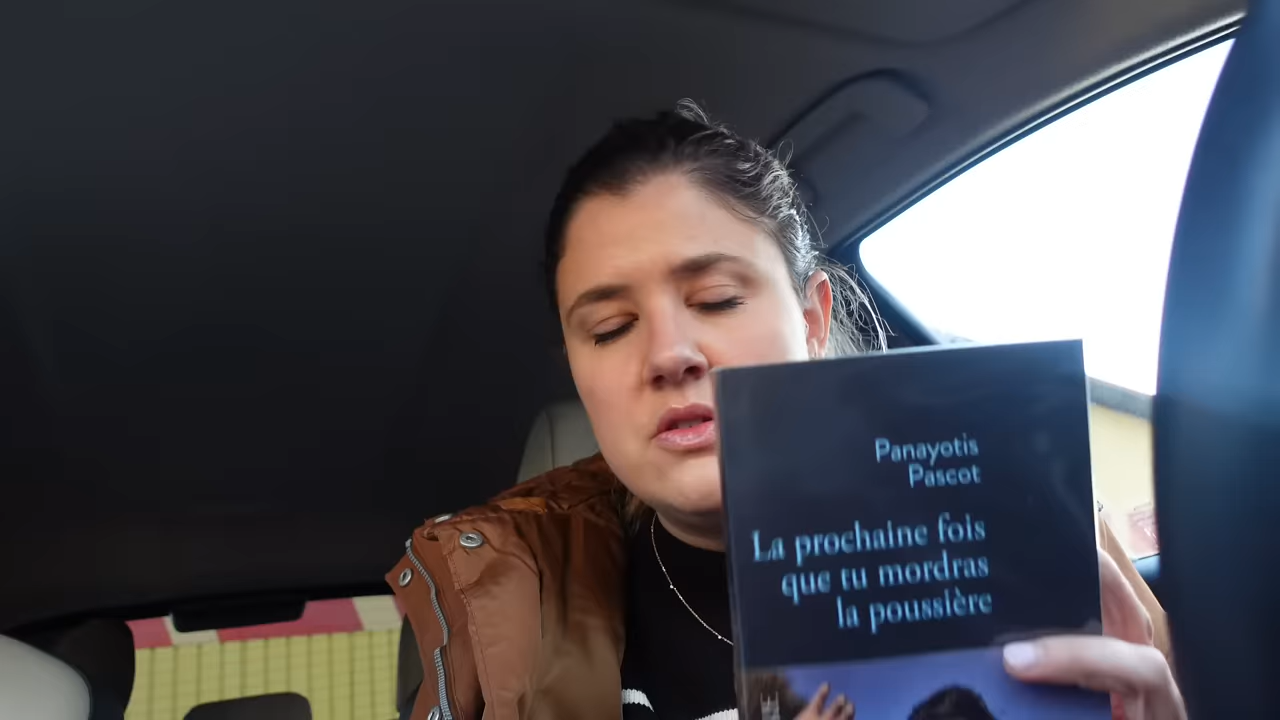 Panayotis
Pascot
La prochaine fois
que tu mordras
la poussière